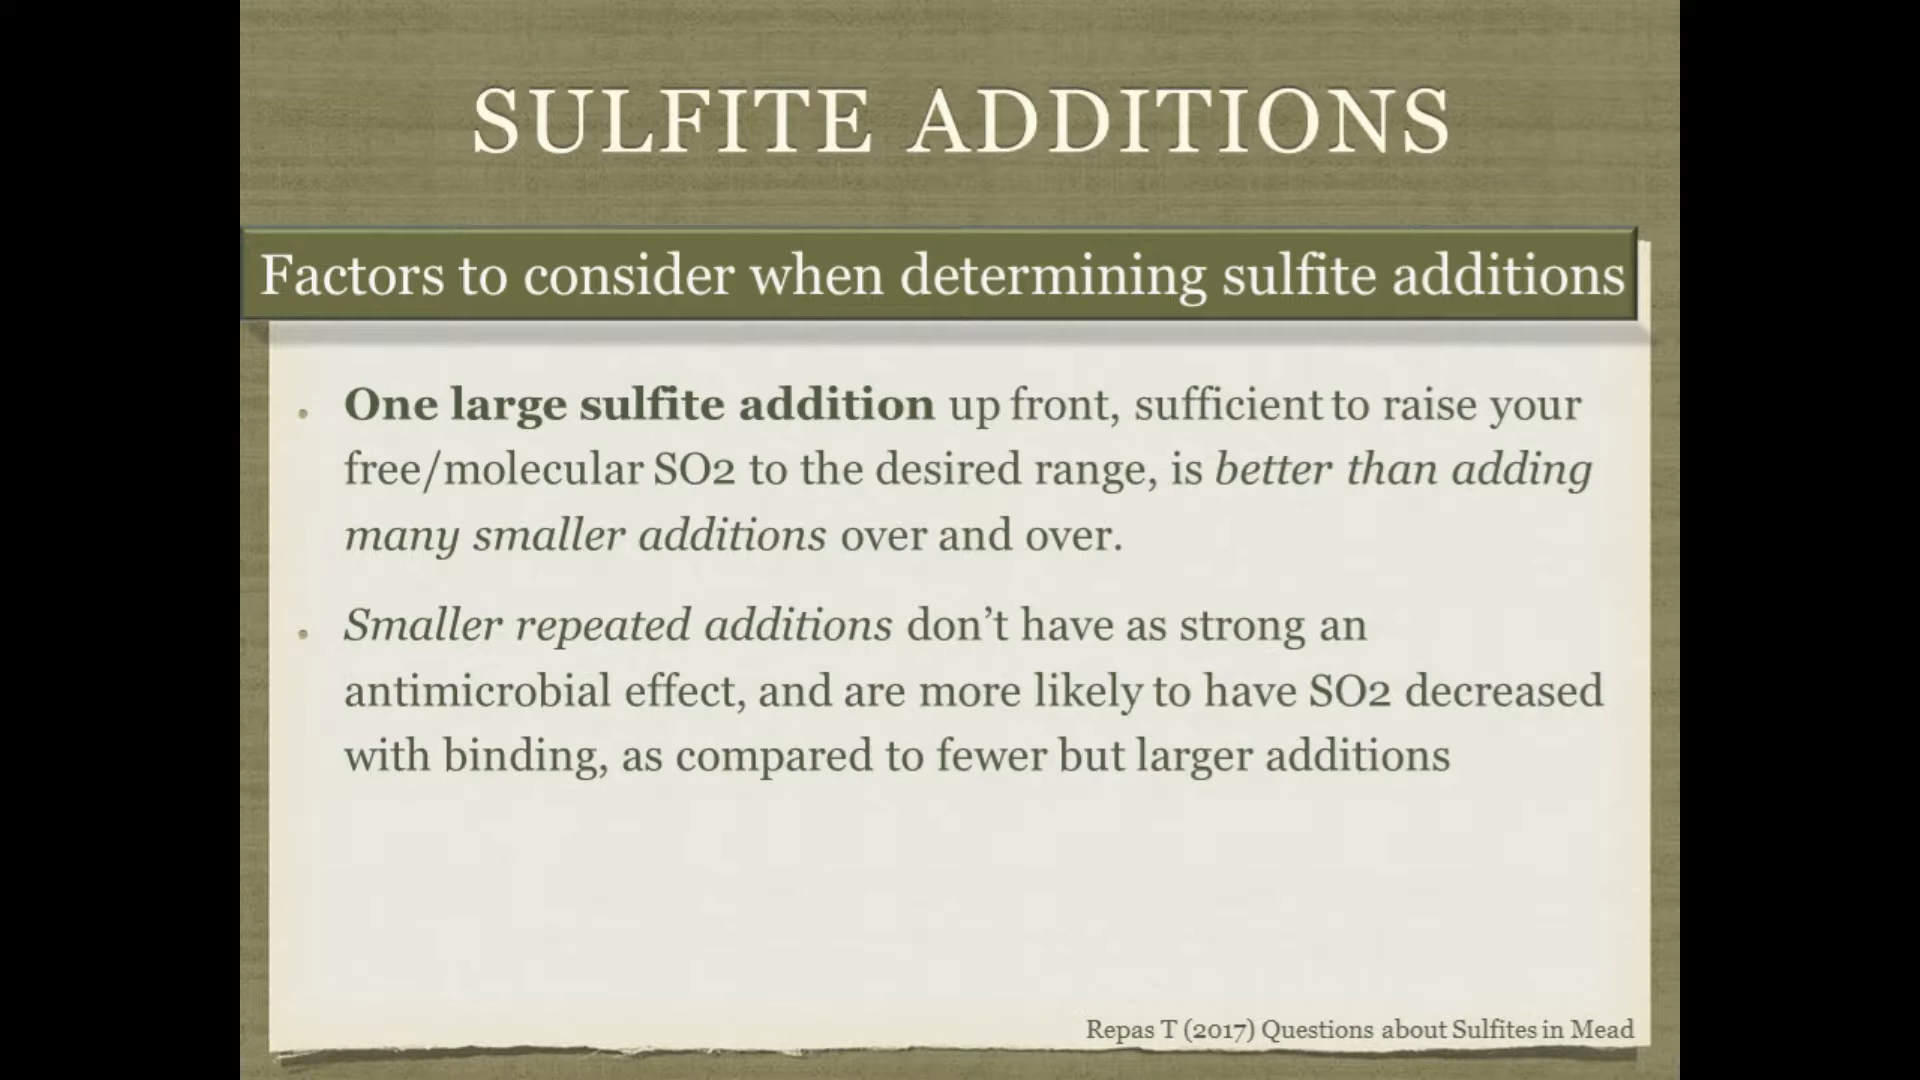 SULFITE ADDITIONS
Factors to consider when determining sulfite additions
One large sulfite addition up front, sufficient to raise your
free/molecular SO2 to the desired range, is better than adding
many smaller additions over and over.
Smaller repeated additions don’t have as strong an
antimicrobial effect, and are more likely to have SO2 decreased
with binding, as compared to fewer but larger additions
Repas T (2017) Questions about Sulfites in Mead